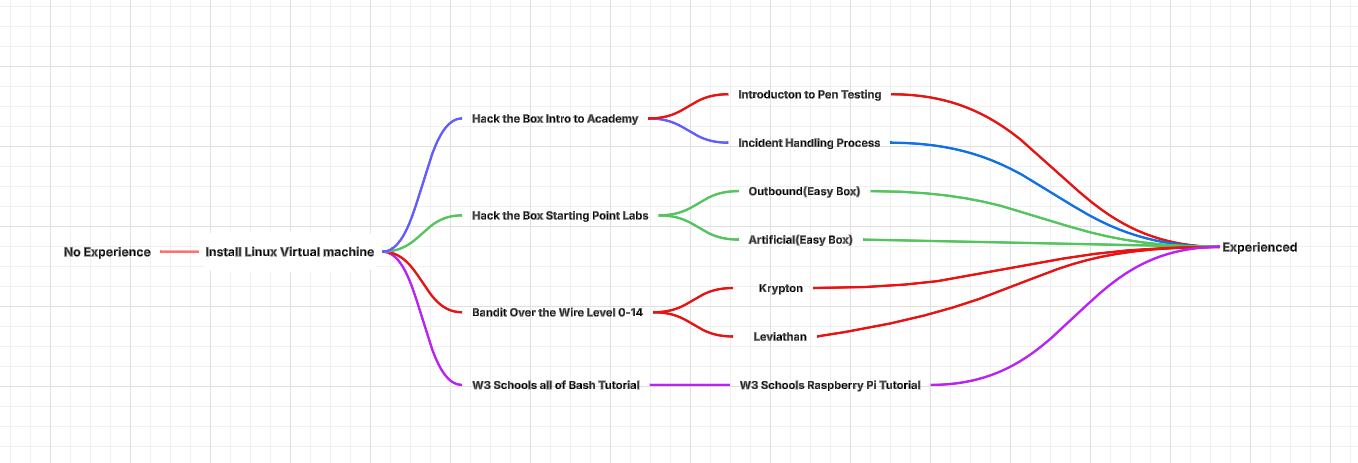 Introducton to Pen Testing
Hack the Box Intro to Academy
Incident Handling Process
Outbound(Easy Box)
Hack the Box Starting Point Labs
Artificial(Easy Box)
No Experience
Install Linux Virtual machine
Experienced
Krypton
Bandit Over the Wire Level 0-14
Leviathan
W3 Schools all of Bash Tutorial
W3 Schools Raspberry Pi Tutorial